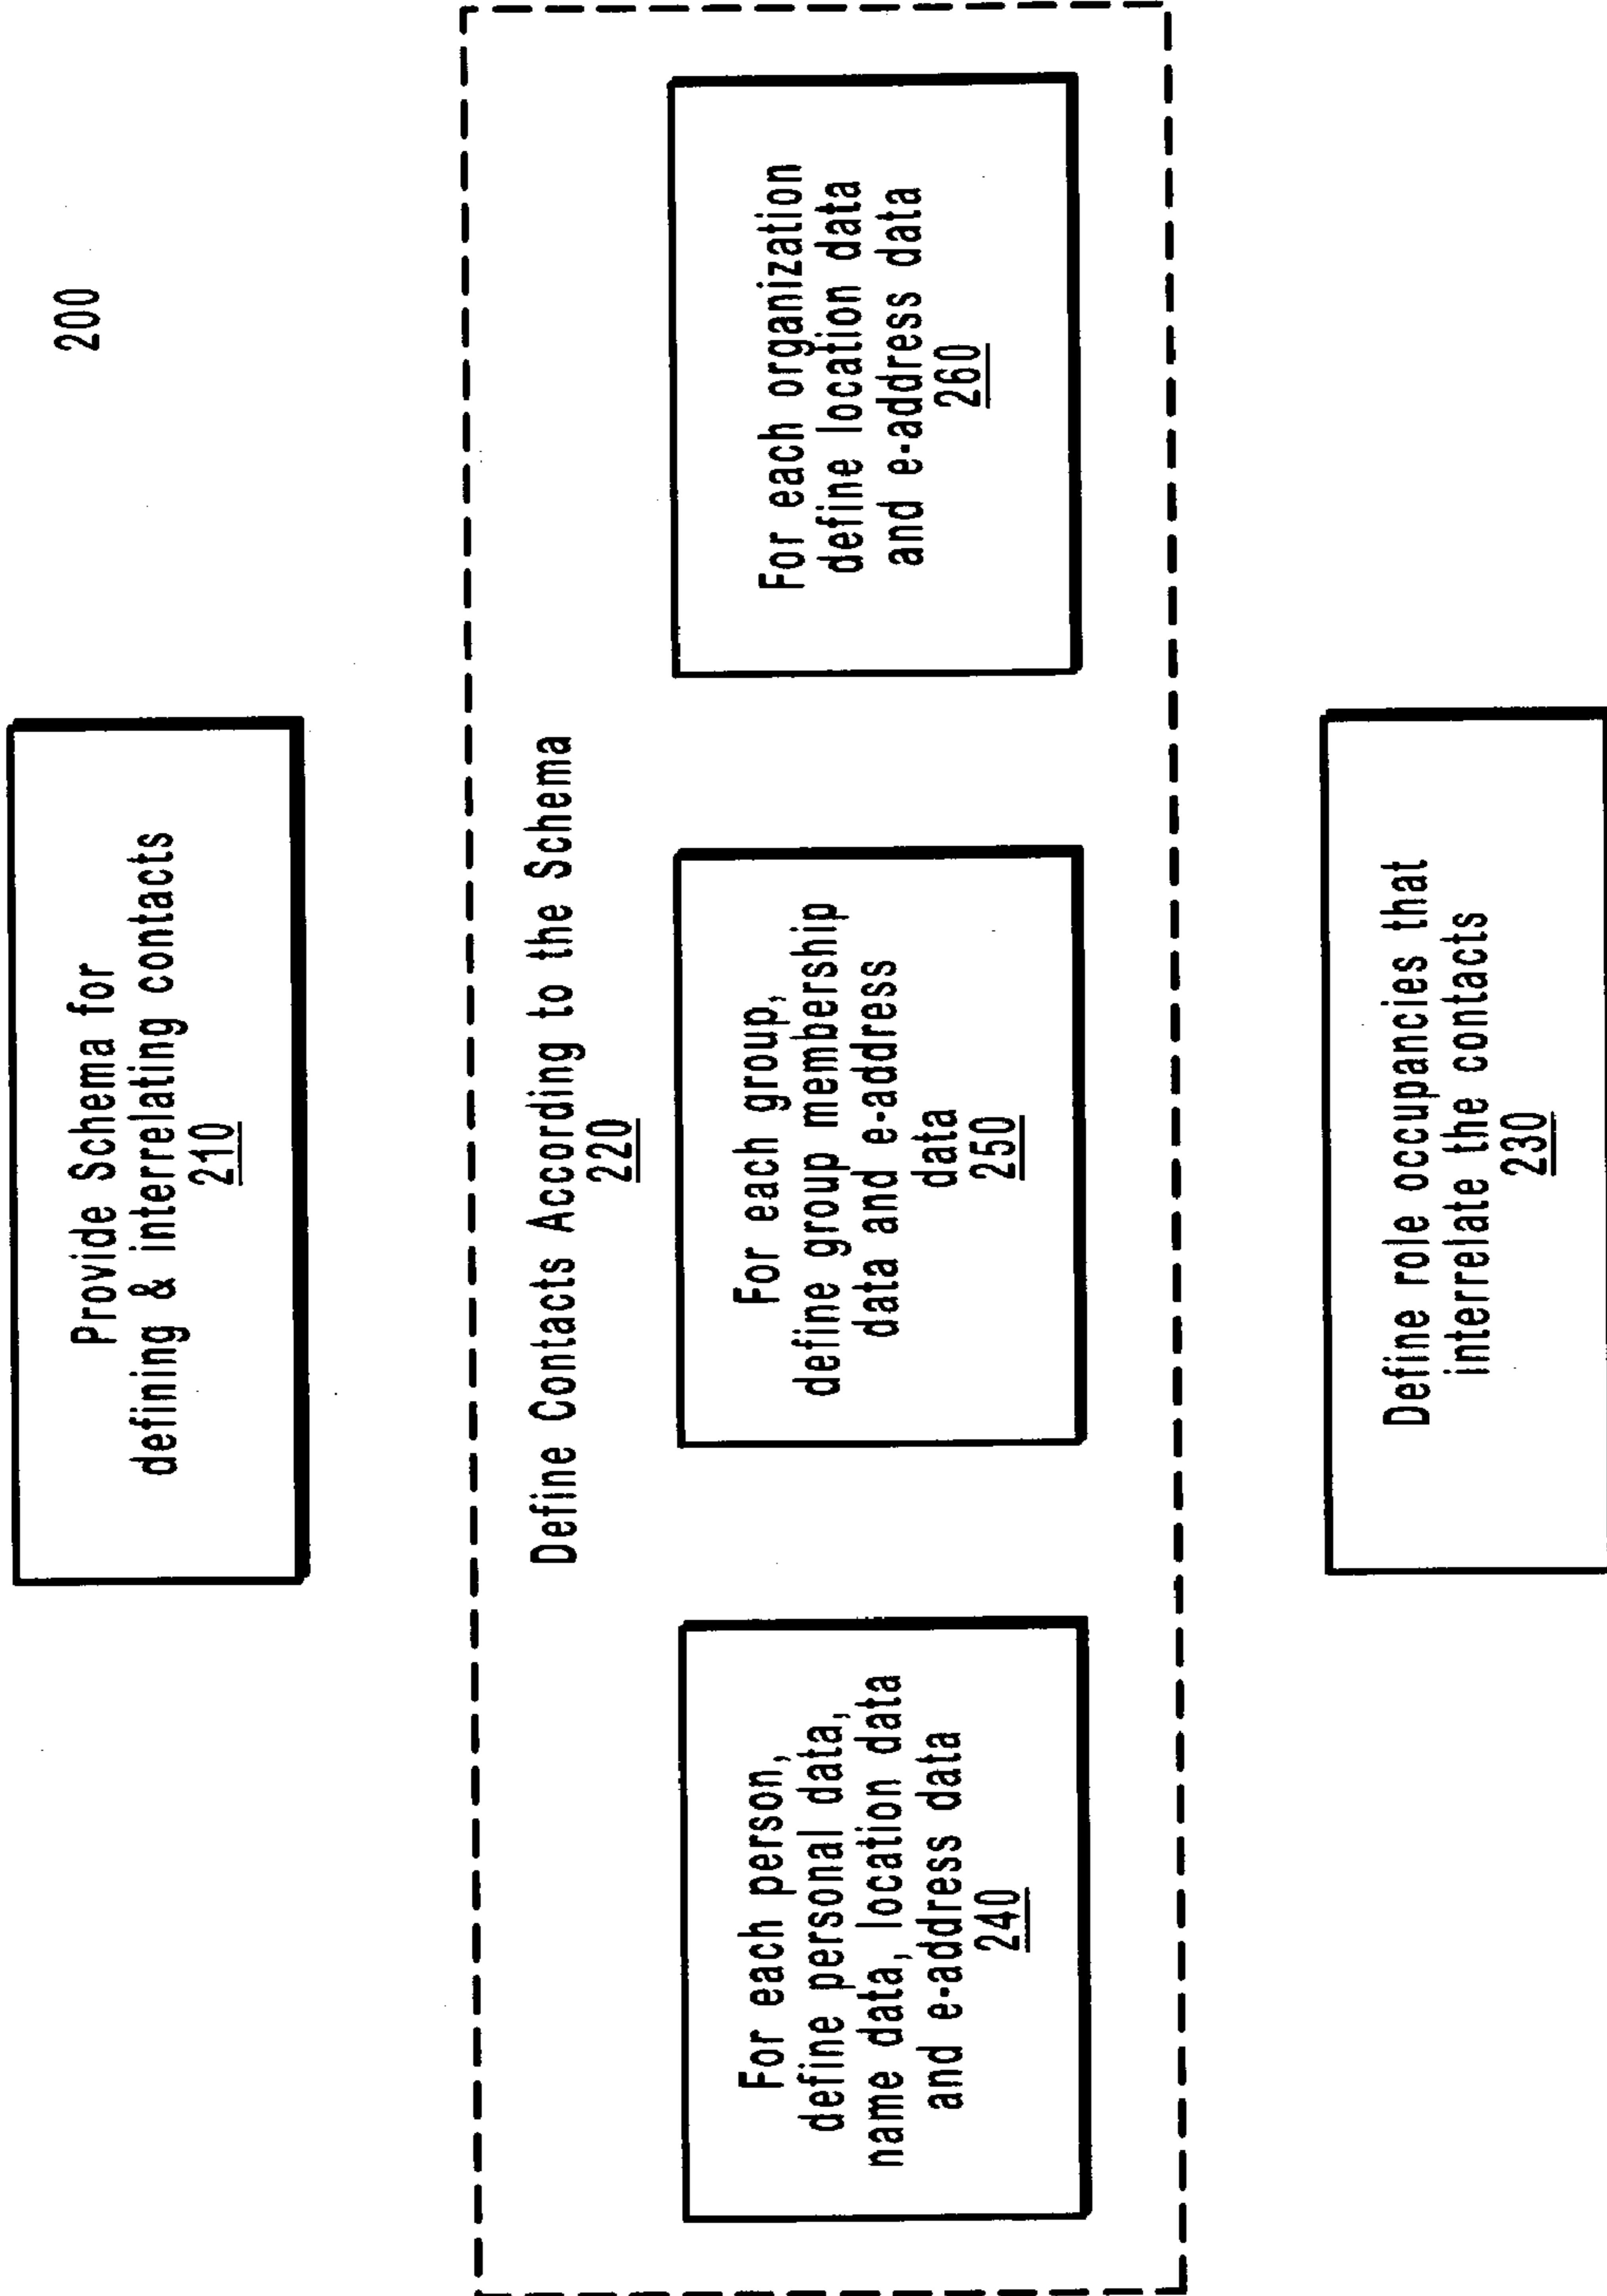 200
Provide Schema for
defining & interrelating contacts
210
Define Contacts According to the Schema
220
For each person,
define personal data,
name data, location data
and e-address data
240
For each group,
define group membership
data and e-address
data
250
For each organization
define location data
and e-address data
260
Define role occupancies that
interrelate the contacts
230